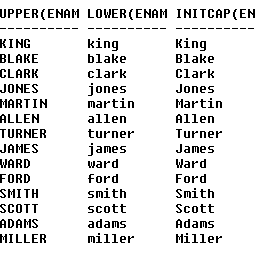 UPPER(ENAM LOWER(ENAM INITCAP(EN
---------- ---------- ----------
KING       king       King
BLAKE      blake      Blake
CLARK      clark      Clark
JONES      jones      Jones
MARTIN     martin     Martin
ALLEN      allen      Allen
TURNER     turner     Turner
JAMES      james      James
WARD       ward       Ward
FORD       ford       Ford
SMITH      smith      Smith
SCOTT      scott      Scott
ADAMS      adams      Adams
MILLER     miller     Miller